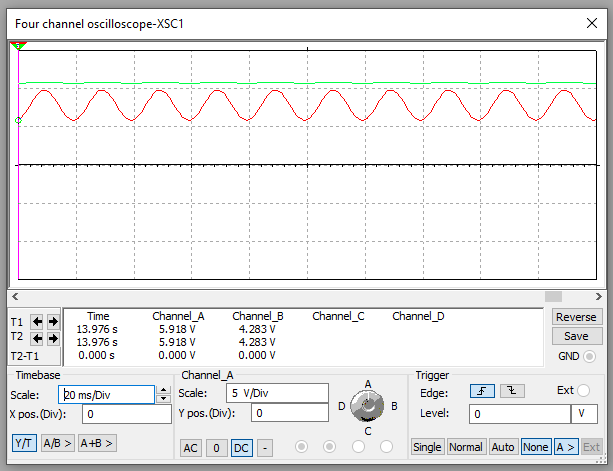 Four channel oscilloscope-XSC1
Time Channel_A Channel_B Channel_C Channel_D
T1 13.976 s 5.918 V 4.283 V
T2 13.976 s 5.918 V 4.283 V
T2-T1 0.000 s 0.000 V 0.000 V
Reverse
Save
GND
Timebase
Scale: 20 ms/Div
X pos.(Div): 0
Y/T A/B > A+B >
Channel_A
Scale: 5 V/Div
Y pos.(Div): 0
AC 0 DC -
A
D B
C
Trigger
Edge: Ext
Level: 0 V
Single Normal Auto None A > Ext